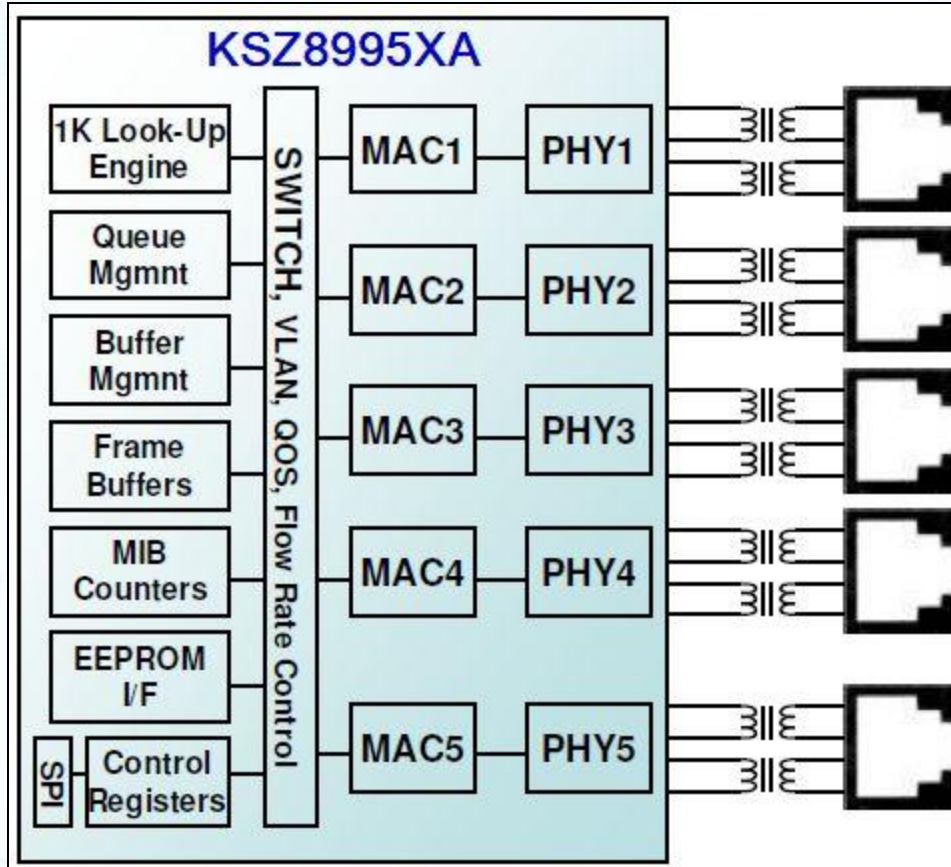 KSZ8995XA
1K Look-Up
Engine
Queue
Mgmnt
Buffer
Mgmnt
Frame
Buffers
MIB
Counters
EEPROM
I/F
SPI
Control
Registers
SWITCH, VLAN, QOS, Flow Rate Control
MAC1
PHY1
MAC2
PHY2
MAC3
PHY3
MAC4
PHY4
MAC5
PHY5